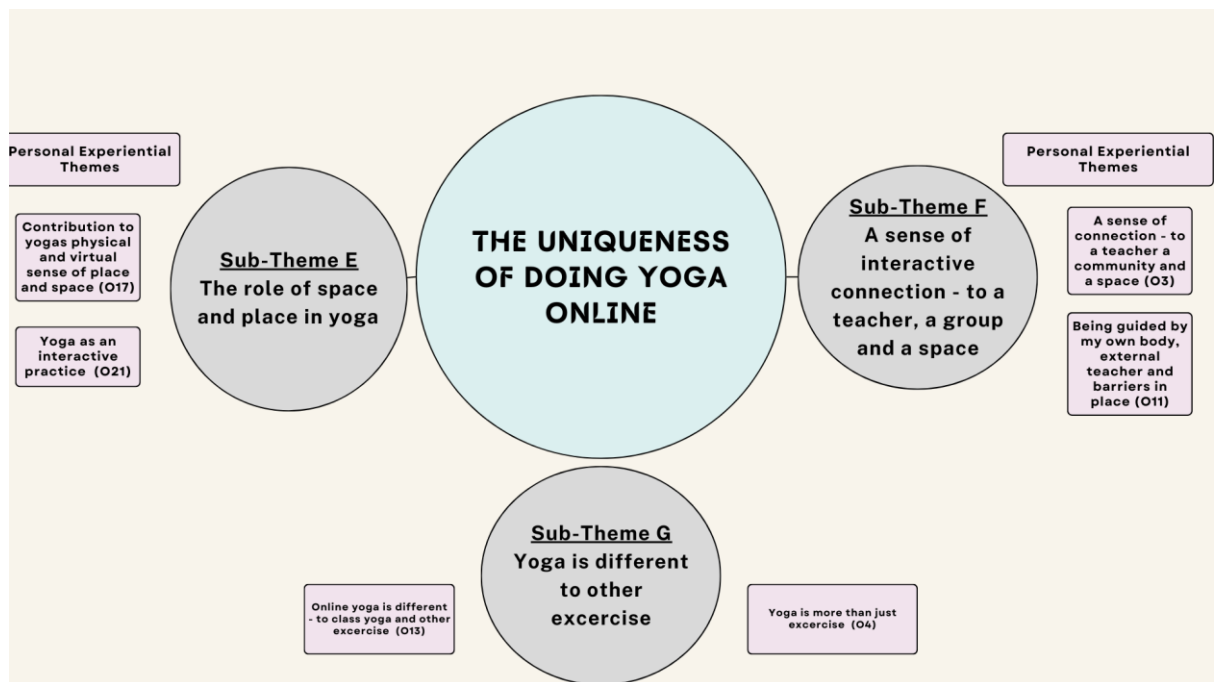 Personal Experiential
Themes
Contribution to
yogas physical
and virtual
sense of place
and space (O17)
Yoga as an
interactive
practice (O21)
Sub-Theme E
The role of space
and place in yoga
THE UNIQUENESS
OF DOING YOGA
ONLINE
Sub-Theme F
A sense of
interactive
connection - to a
teacher, a group
and a space
Personal Experiential
Themes
A sense of
connection - to
a teacher a
community and
a space (O3)
Being guided by
my own body,
external
teacher and
barriers in
place (O11)
Sub-Theme G
Yoga is different
to other
excercise
Online yoga is different
- to class yoga and other
excercise (O13)
Yoga is more than just
excercise (O4)